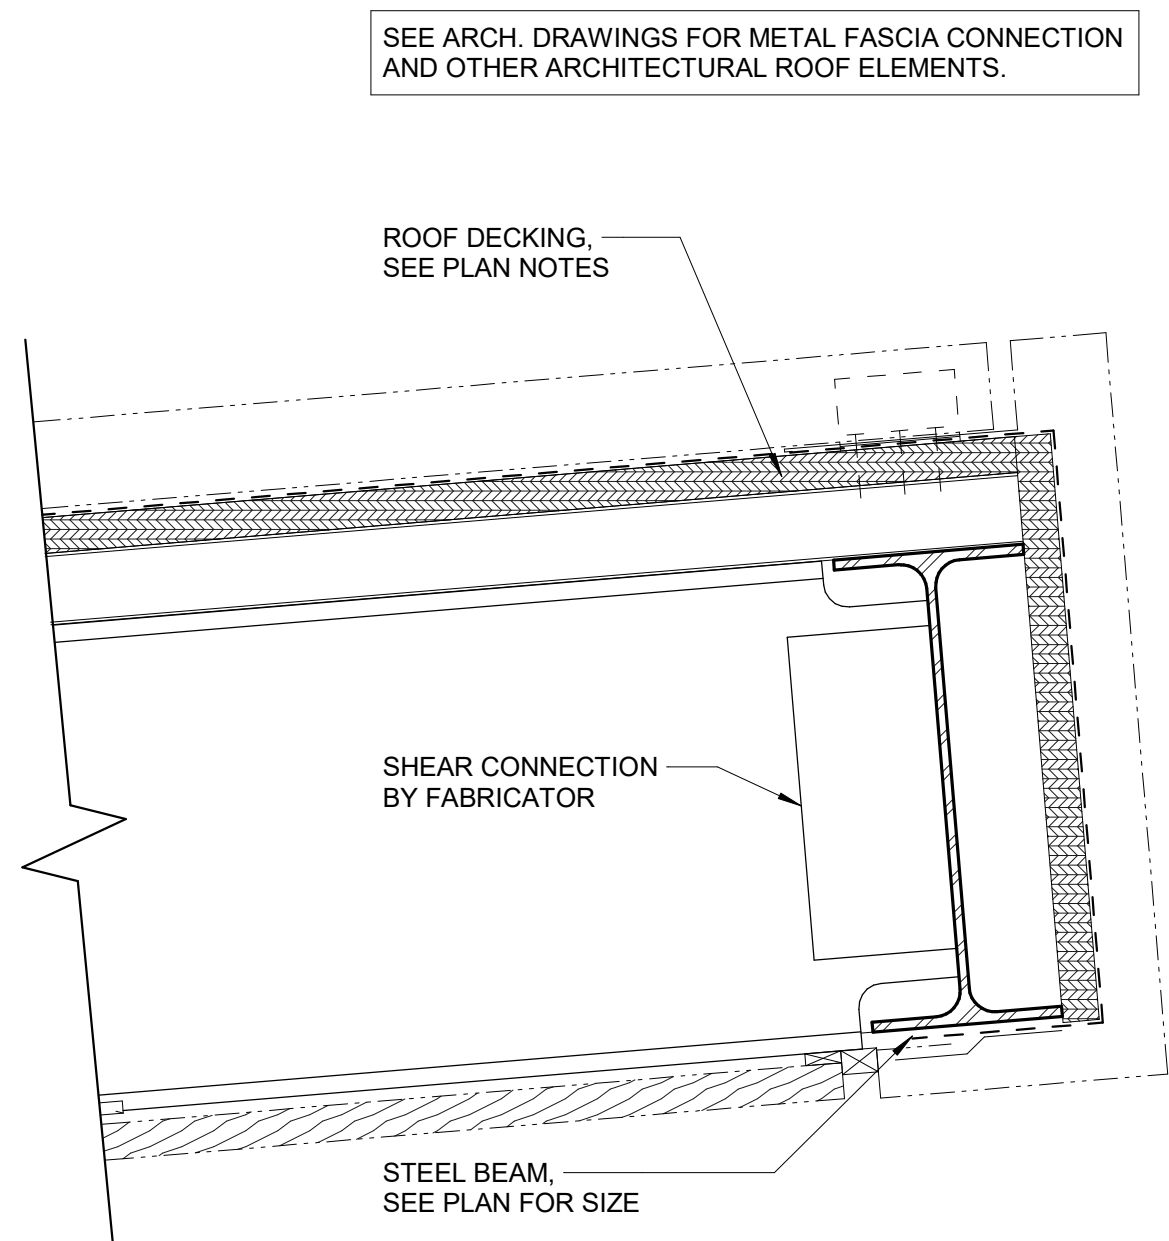 SEE ARCH. DRAWINGS FOR METAL FASCIA CONNECTION
AND OTHER ARCHITECTURAL ROOF ELEMENTS.
ROOF DECKING,
SEE PLAN NOTES
SHEAR CONNECTION
BY FABRICATOR
STEEL BEAM,
SEE PLAN FOR SIZE